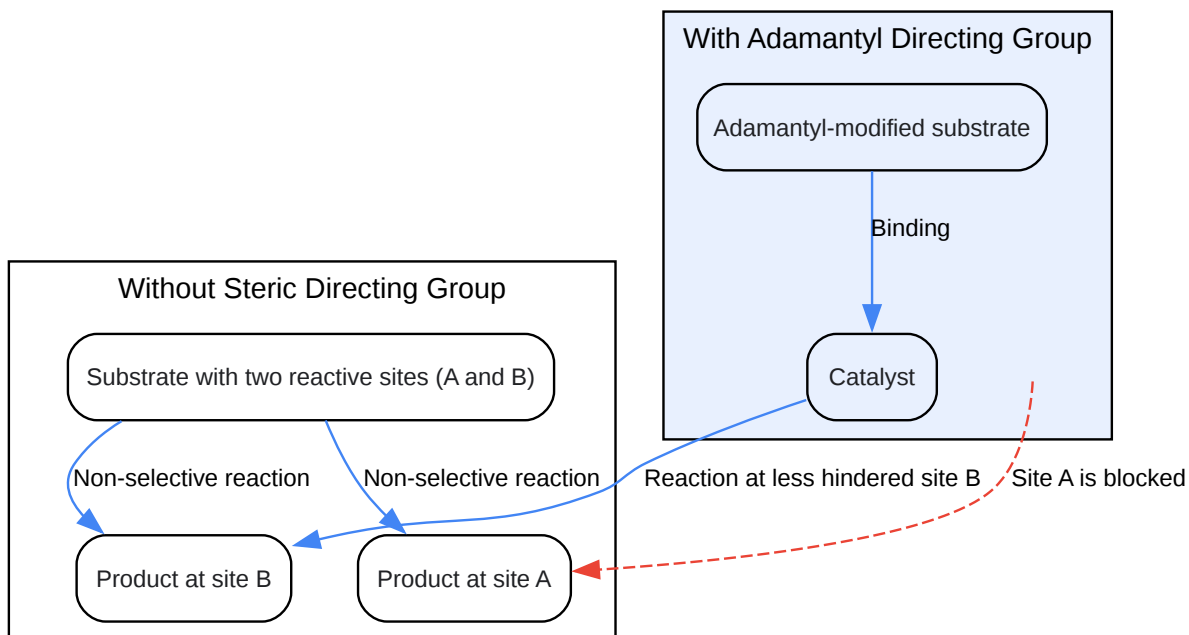 With Adamantyl Directing Group
Adamantyl-modified substrate
Binding
Without Steric Directing Group
Substrate with two reactive sites (A and B)
Catalyst
Non-selective reaction
Non-selective reaction
Reaction at less hindered site B
Site A is blocked
Product at site B
Product at site A